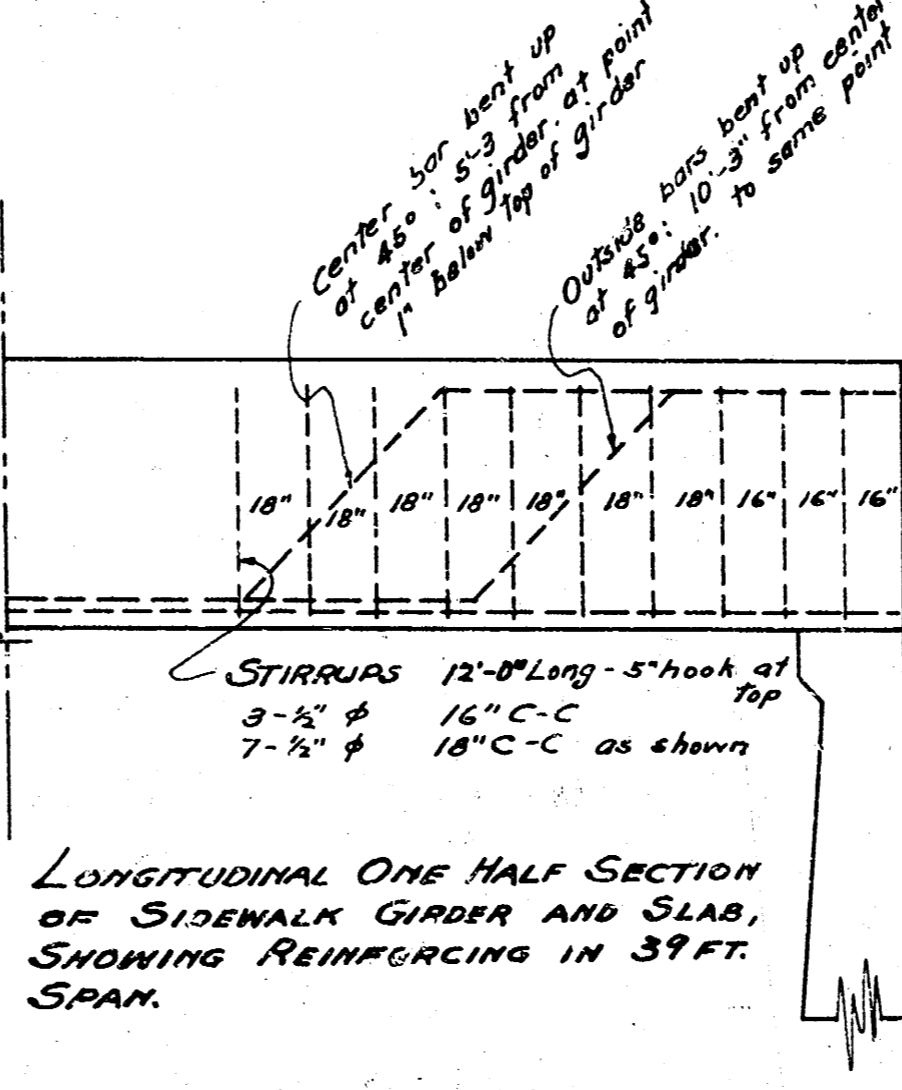 Center bar bent up
at 45°: 5'-3 from
center of girder. at point
1" below top of girder
Outside bars bent up
at 45°: 10'-3" from center
of girder. to same point
18" 18" 18" 18" 18" 18" 18" 16" 16" 16"
STIRRUPS 12'-0" Long - 5" hook at top
3-½" φ 16" C-C
7-½" φ 18" C-C as shown
LONGITUDINAL ONE HALF SECTION
OF SIDEWALK GIRDER AND SLAB,
SHOWING REINFORCING IN 39 FT.
SPAN.